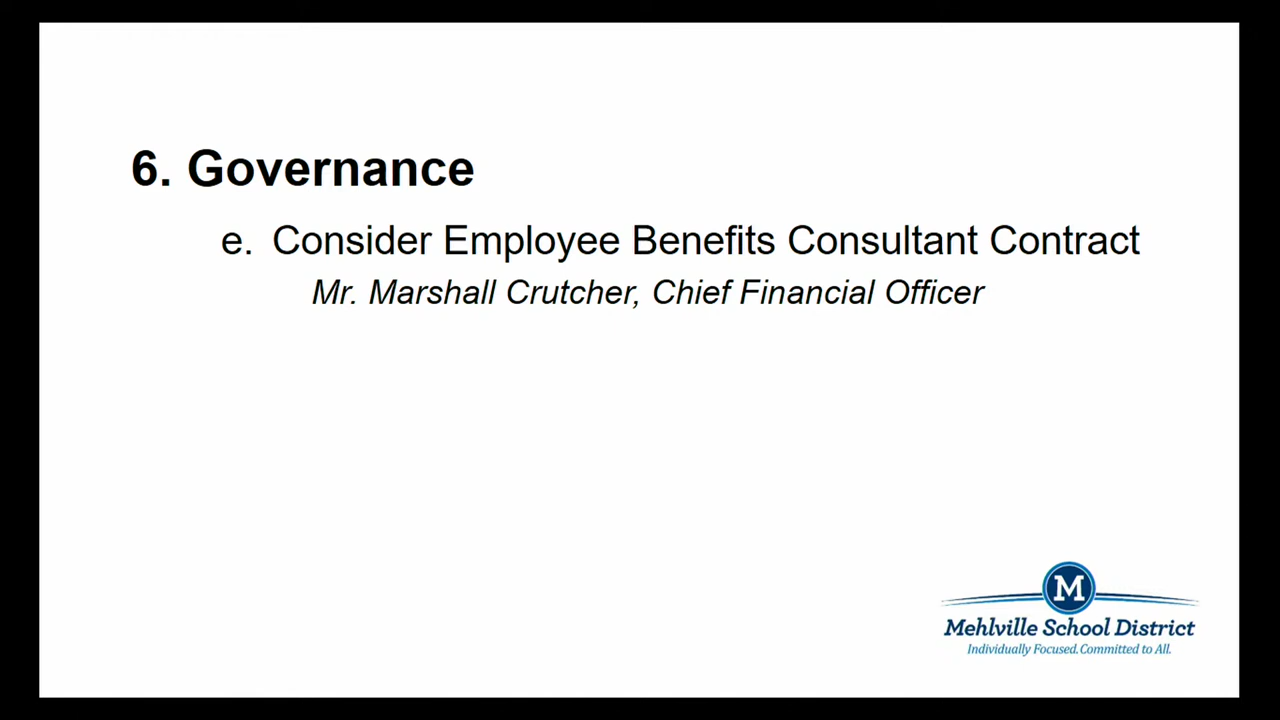 6. Governance
e. Consider Employee Benefits Consultant Contract
Mr. Marshall Crutcher, Chief Financial Officer
M
Mehlville School District
Individually Focused. Committed to All.